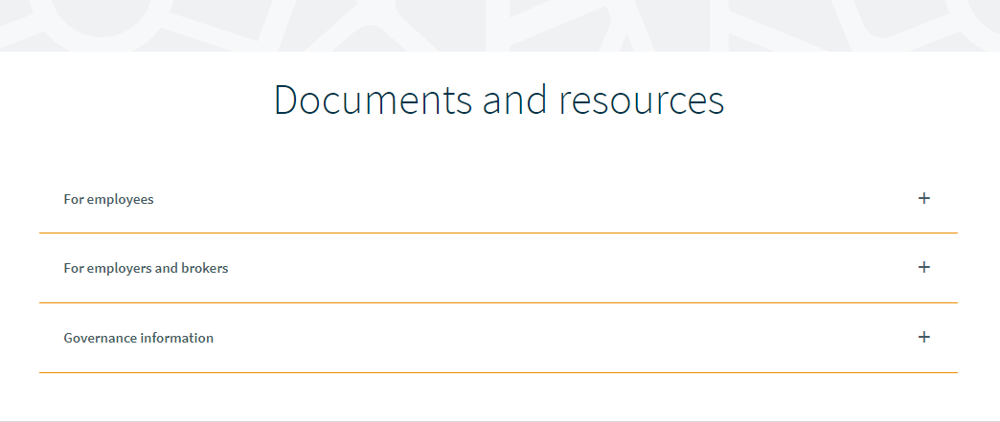 Documents and resources
For employees +
For employers and brokers +
Governance information +